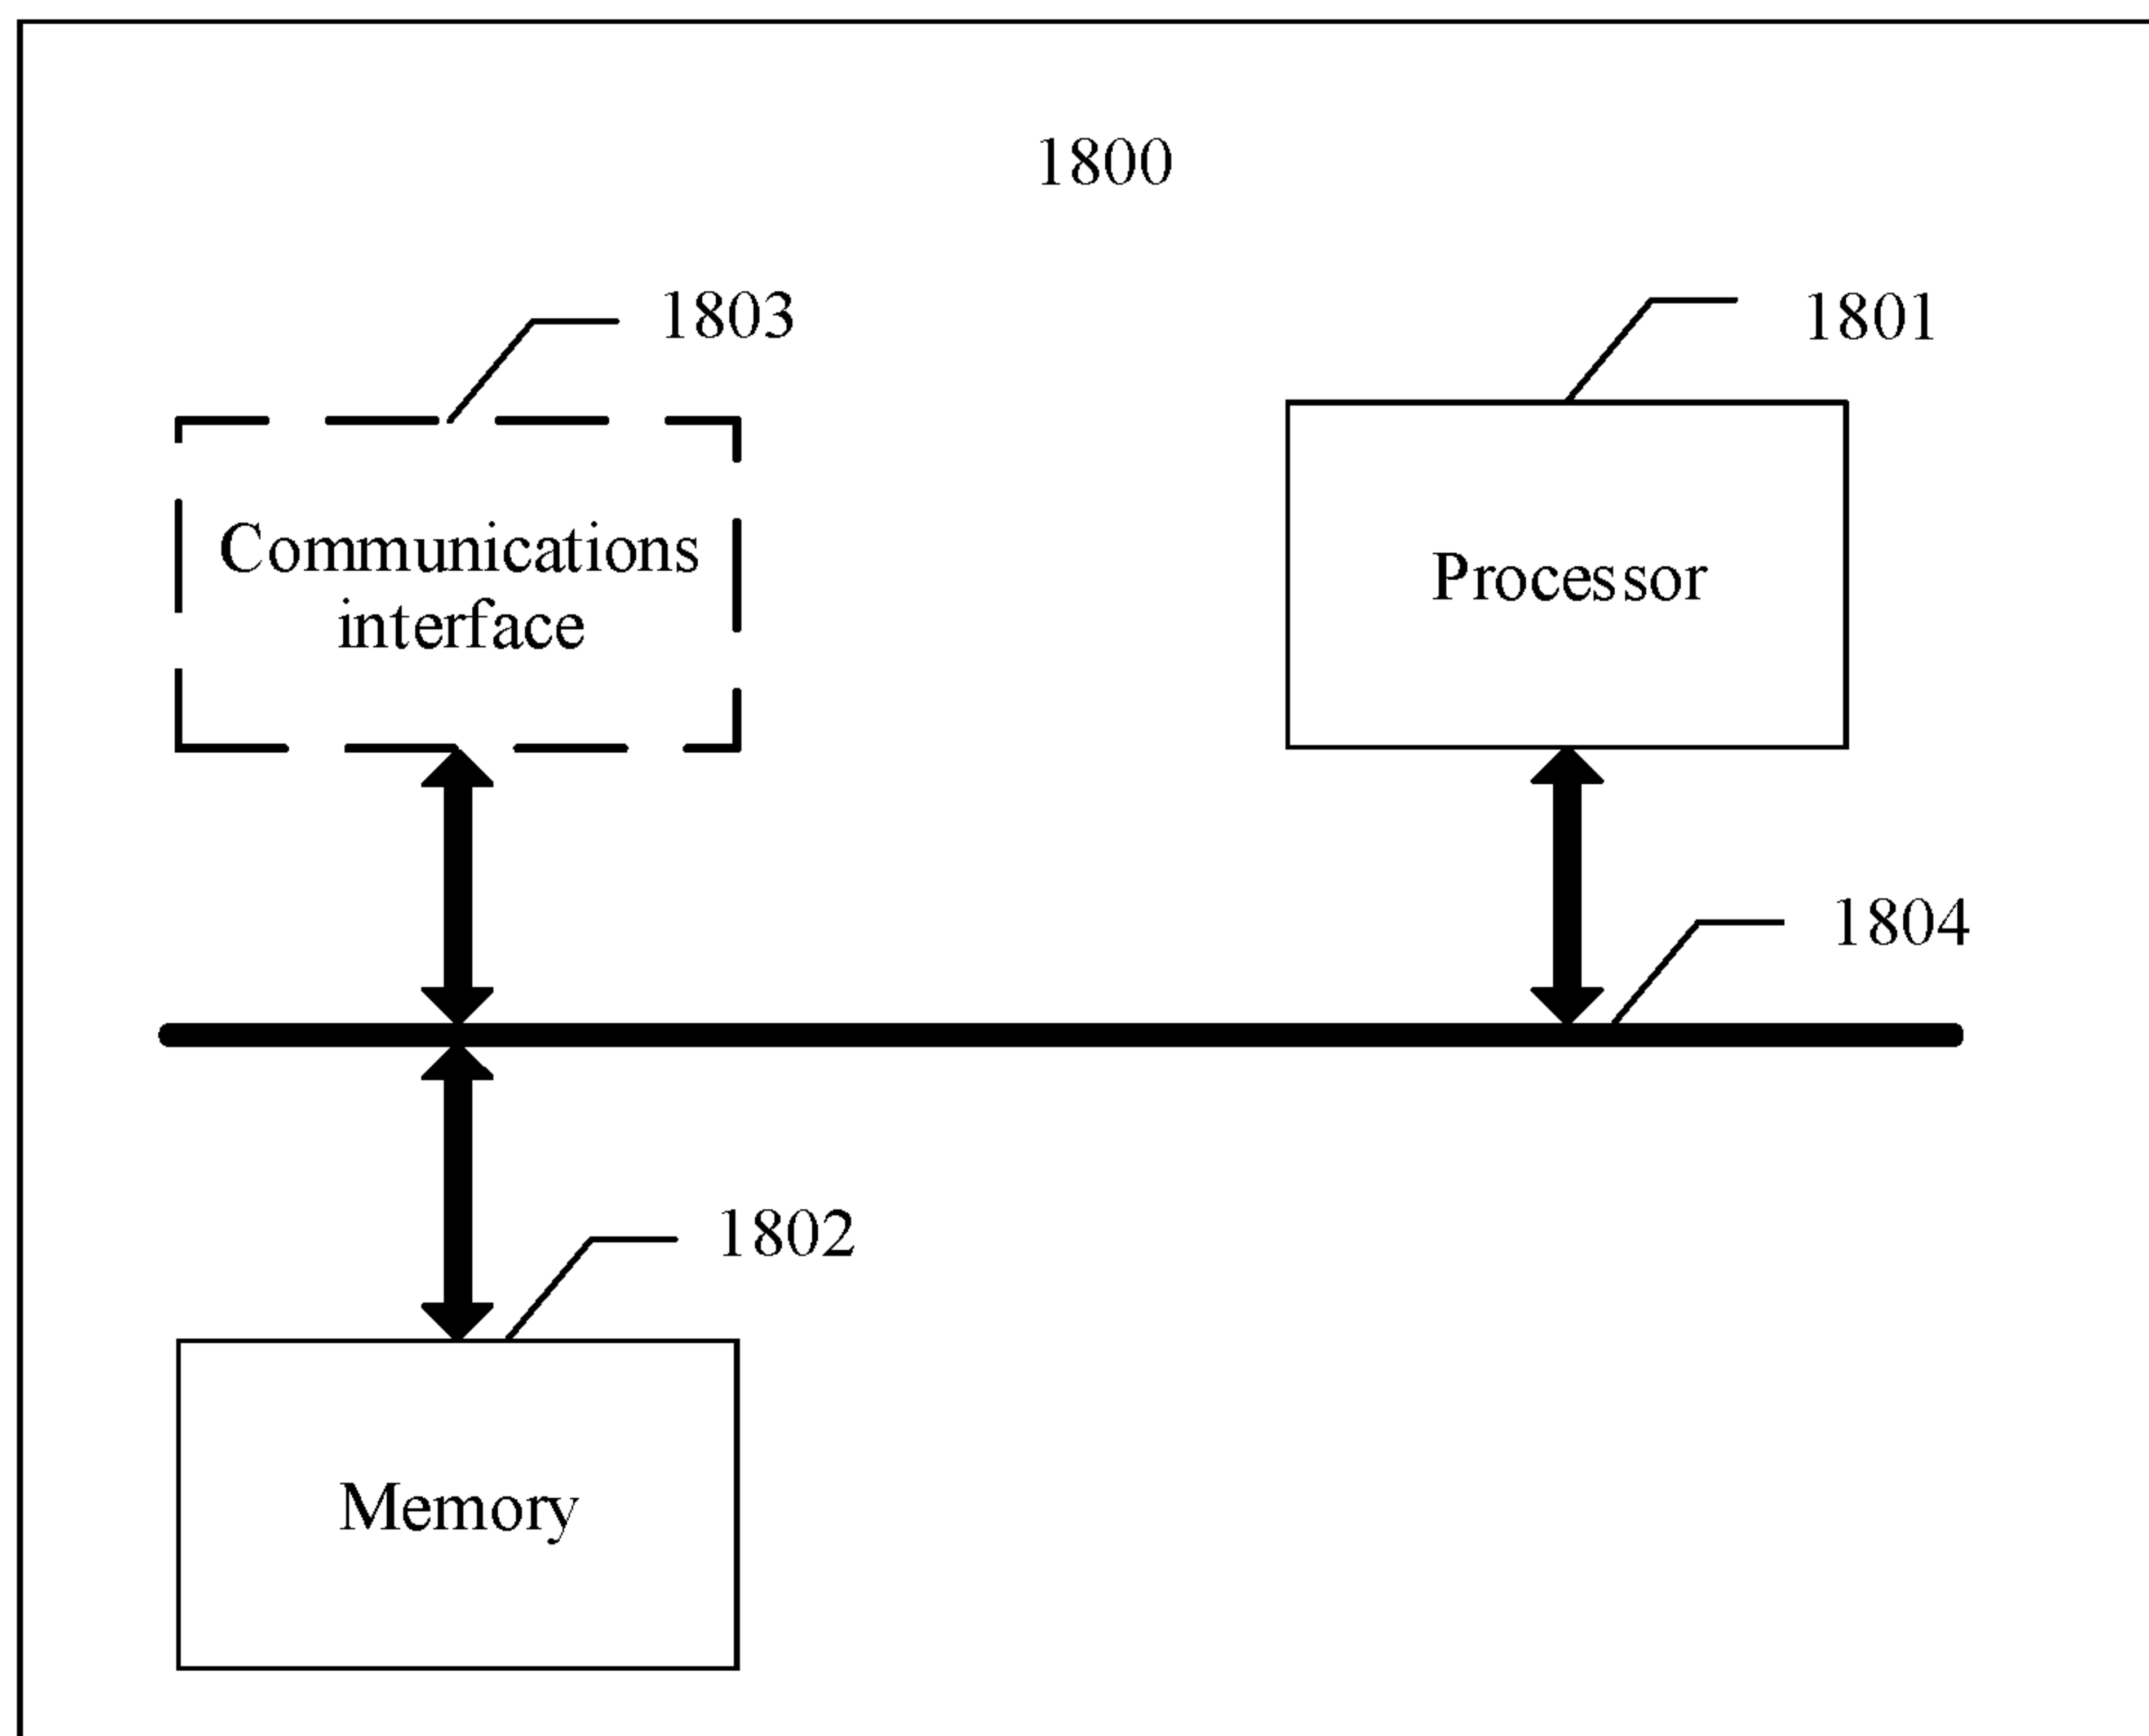 1800
1803
1801
Communications
interface
Processor
1804
1802
Memory